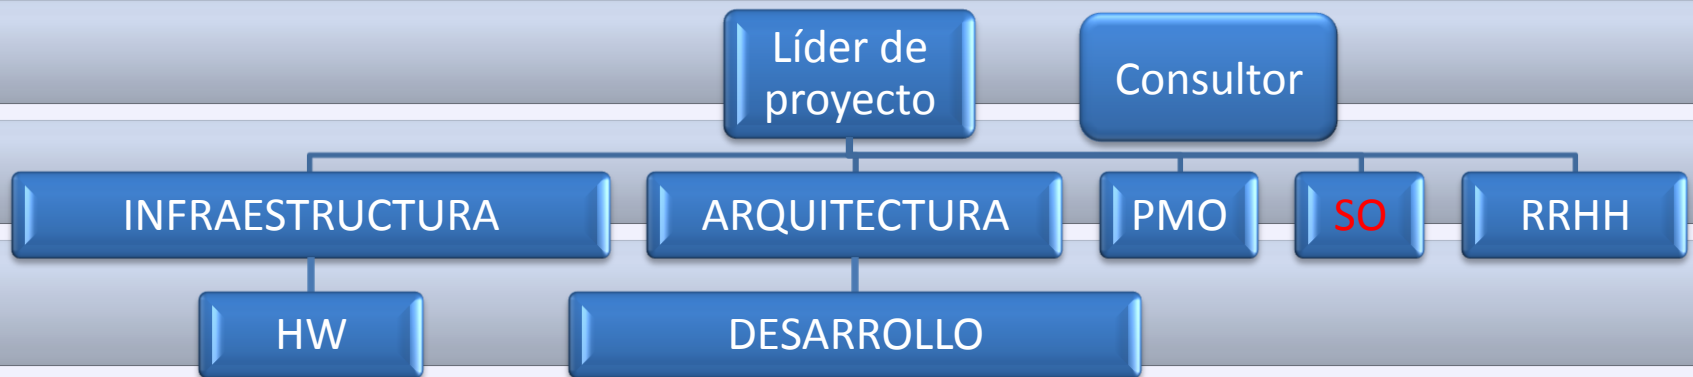 Líder de
proyecto
Consultor
INFRAESTRUCTURA
ARQUITECTURA
PMO
SO
RRHH
HW
DESARROLLO